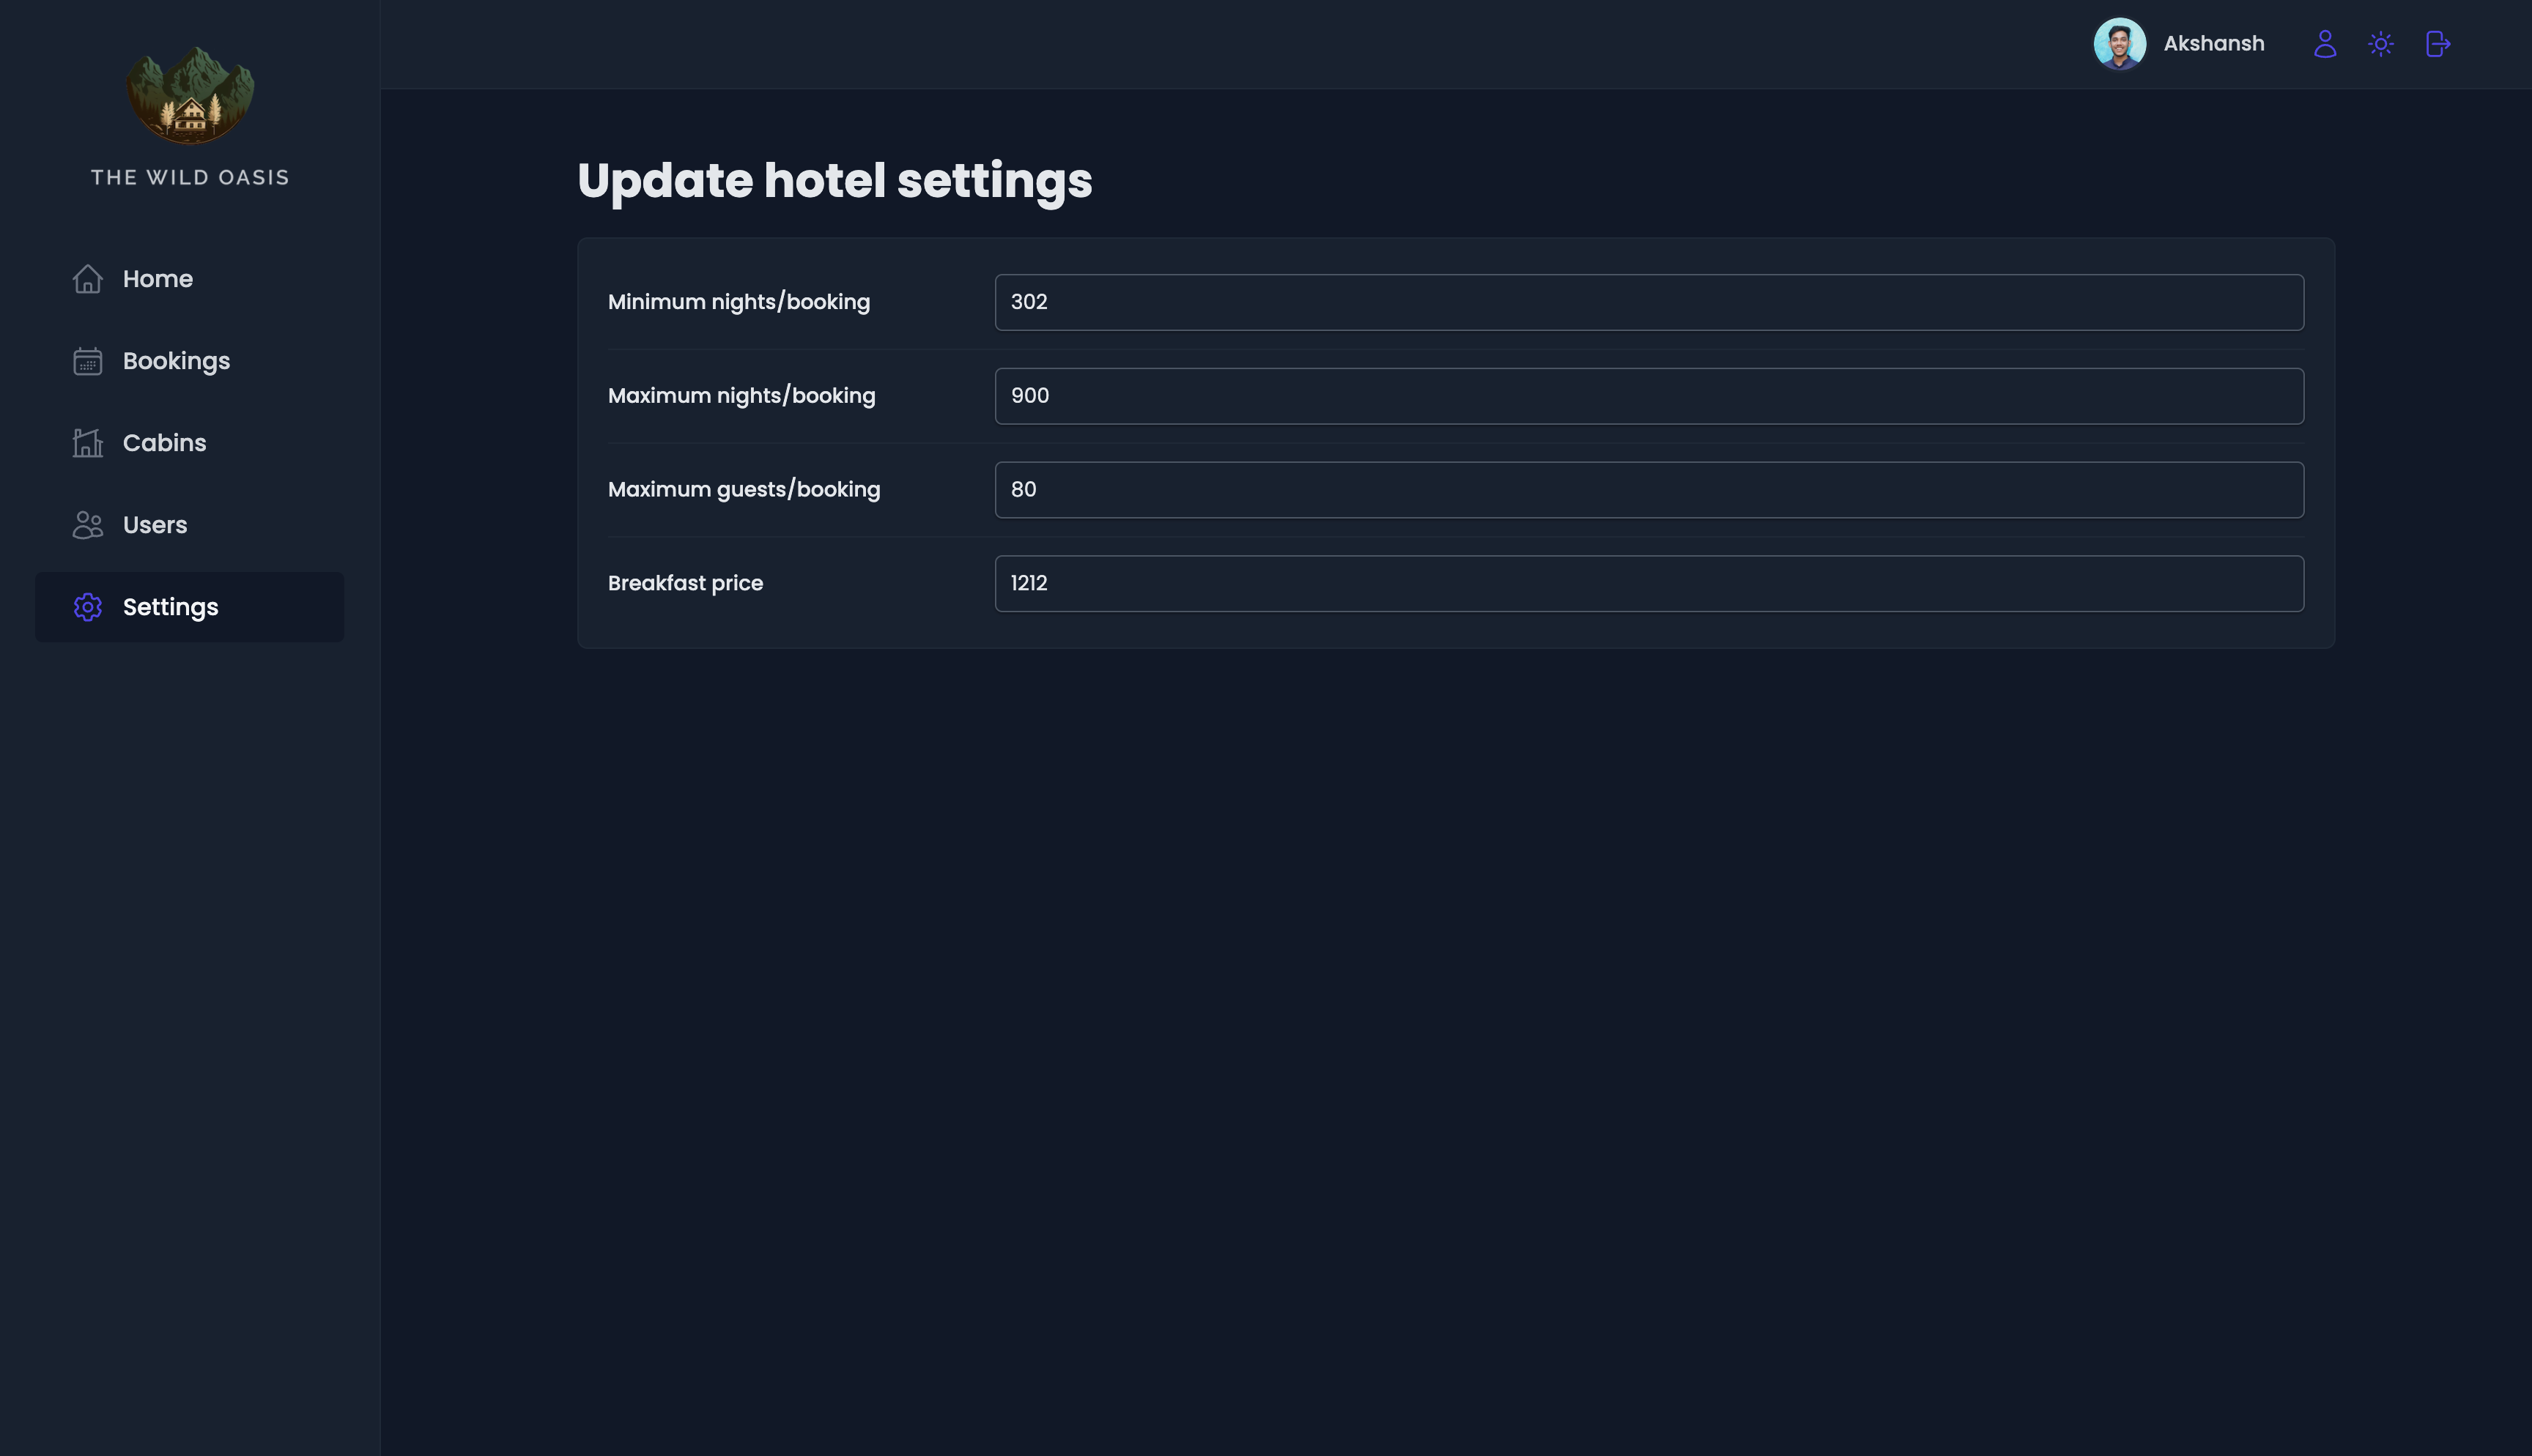 THE WILD OASIS
Home
Bookings
Cabins
Users
Settings
Akshansh
Update hotel settings
Minimum nights/booking 302
Maximum nights/booking 900
Maximum guests/booking 80
Breakfast price 1212